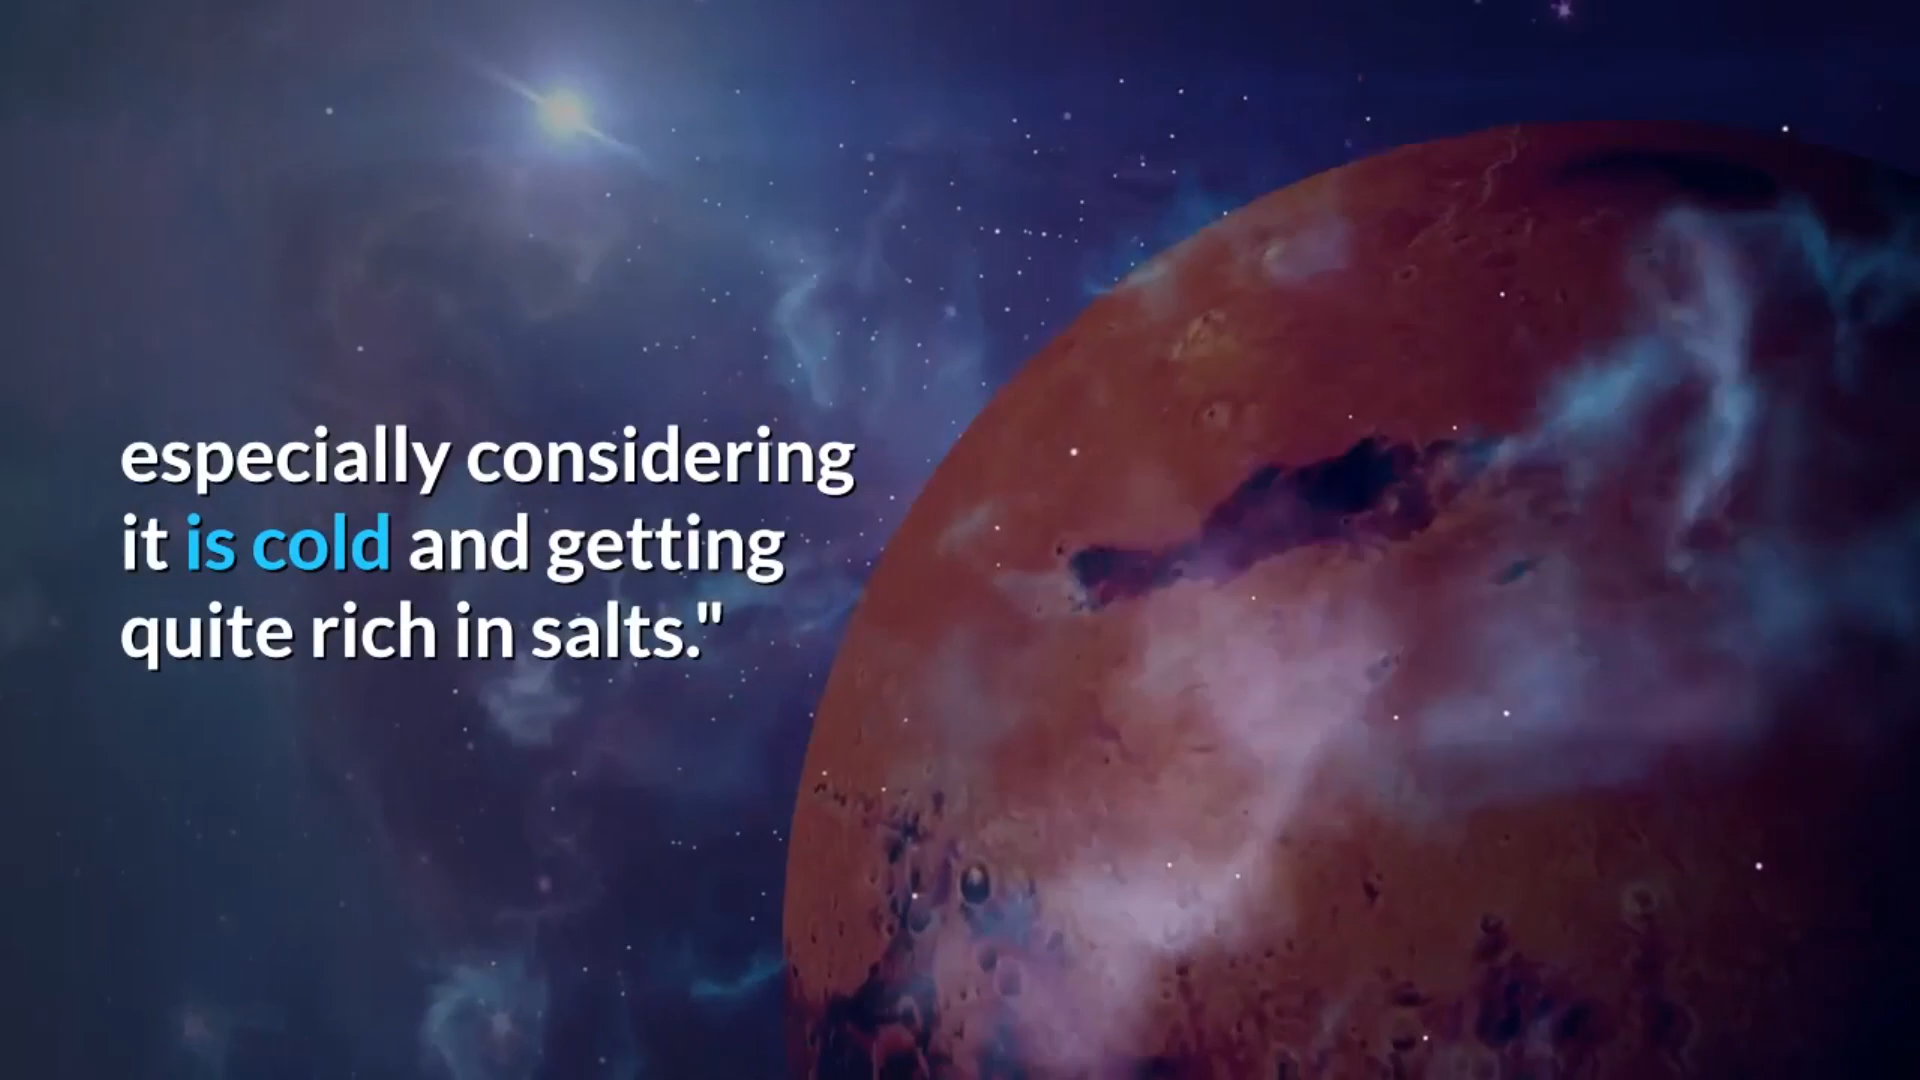 especially considering
it is cold and getting
quite rich in salts."